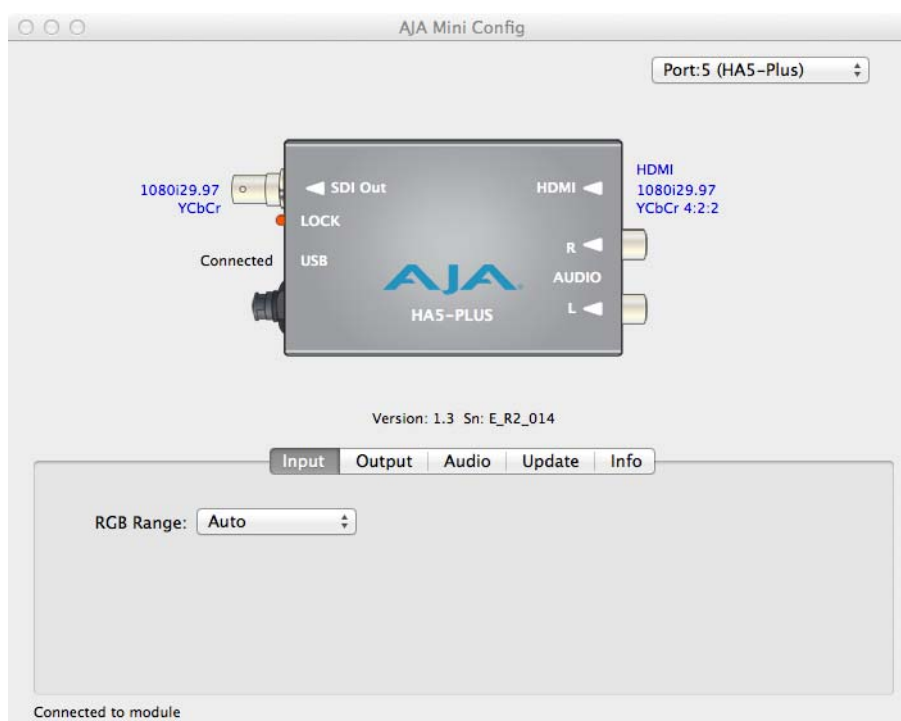 AJA Mini Config
Port:5 (HA5-Plus)
1080i29.97
YCbCr
SDI Out
LOCK
Connected
USB
HDMI
HDMI
1080i29.97
YCbCr 4:2:2
R
AUDIO
L
AJA
HA5-PLUS
Version: 1.3 Sn: E_R2_014
Input Output Audio Update Info
RGB Range: Auto
Connected to module